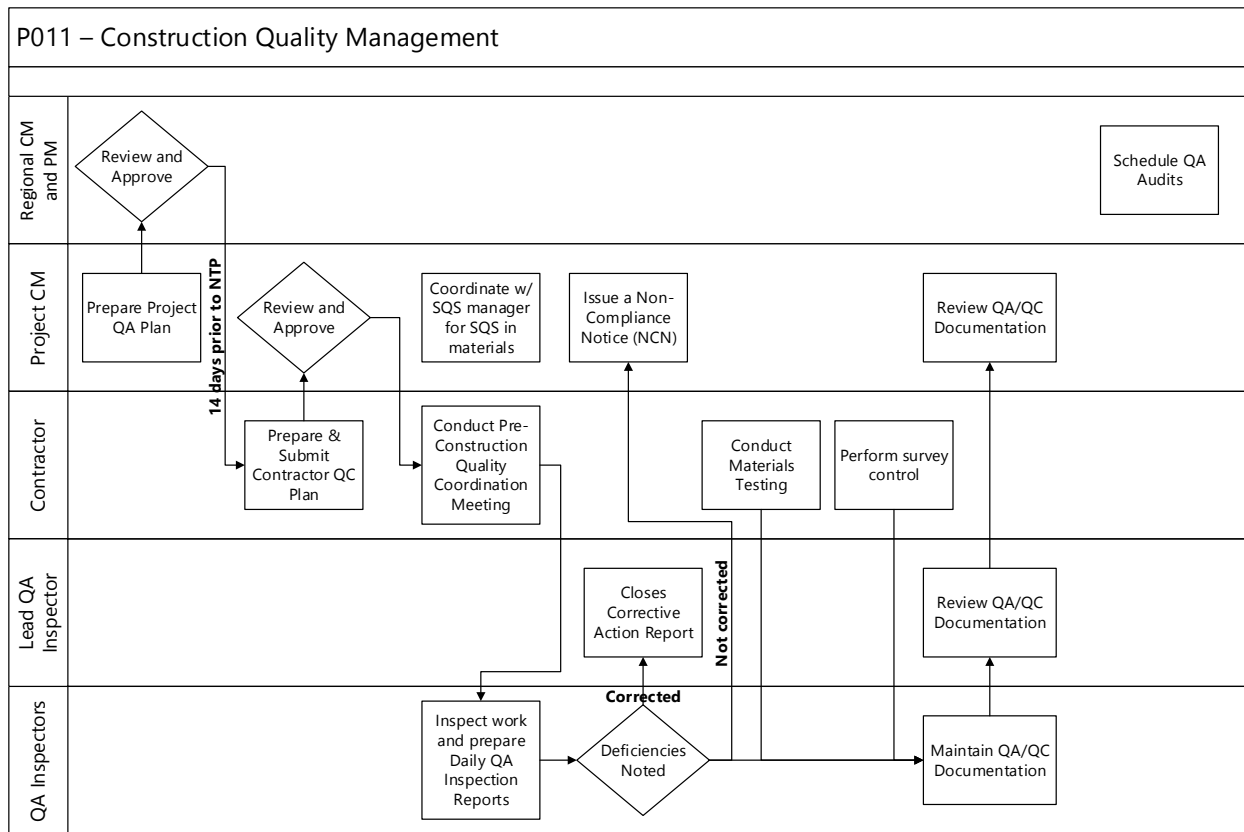 P011 – Construction Quality Management
Regional CM
and PM
Review and
Approve
Schedule QA
Audits
Project CM
Prepare Project
QA Plan
14 days prior to NTP
Review and
Approve
Coordinate w/
SQS manager
for SQS in
materials
Issue a Non-
Compliance
Notice (NCN)
Review QA/QC
Documentation
Contractor
Prepare &
Submit
Contractor QC
Plan
Conduct Pre-
Construction
Quality
Coordination
Meeting
Conduct
Materials
Testing
Perform survey
control
Lead QA
Inspector
Closes
Corrective
Action Report
Not corrected
Review QA/QC
Documentation
Corrected
QA Inspectors
Inspect work
and prepare
Daily QA
Inspection
Reports
Deficiencies
Noted
Maintain QA/QC
Documentation